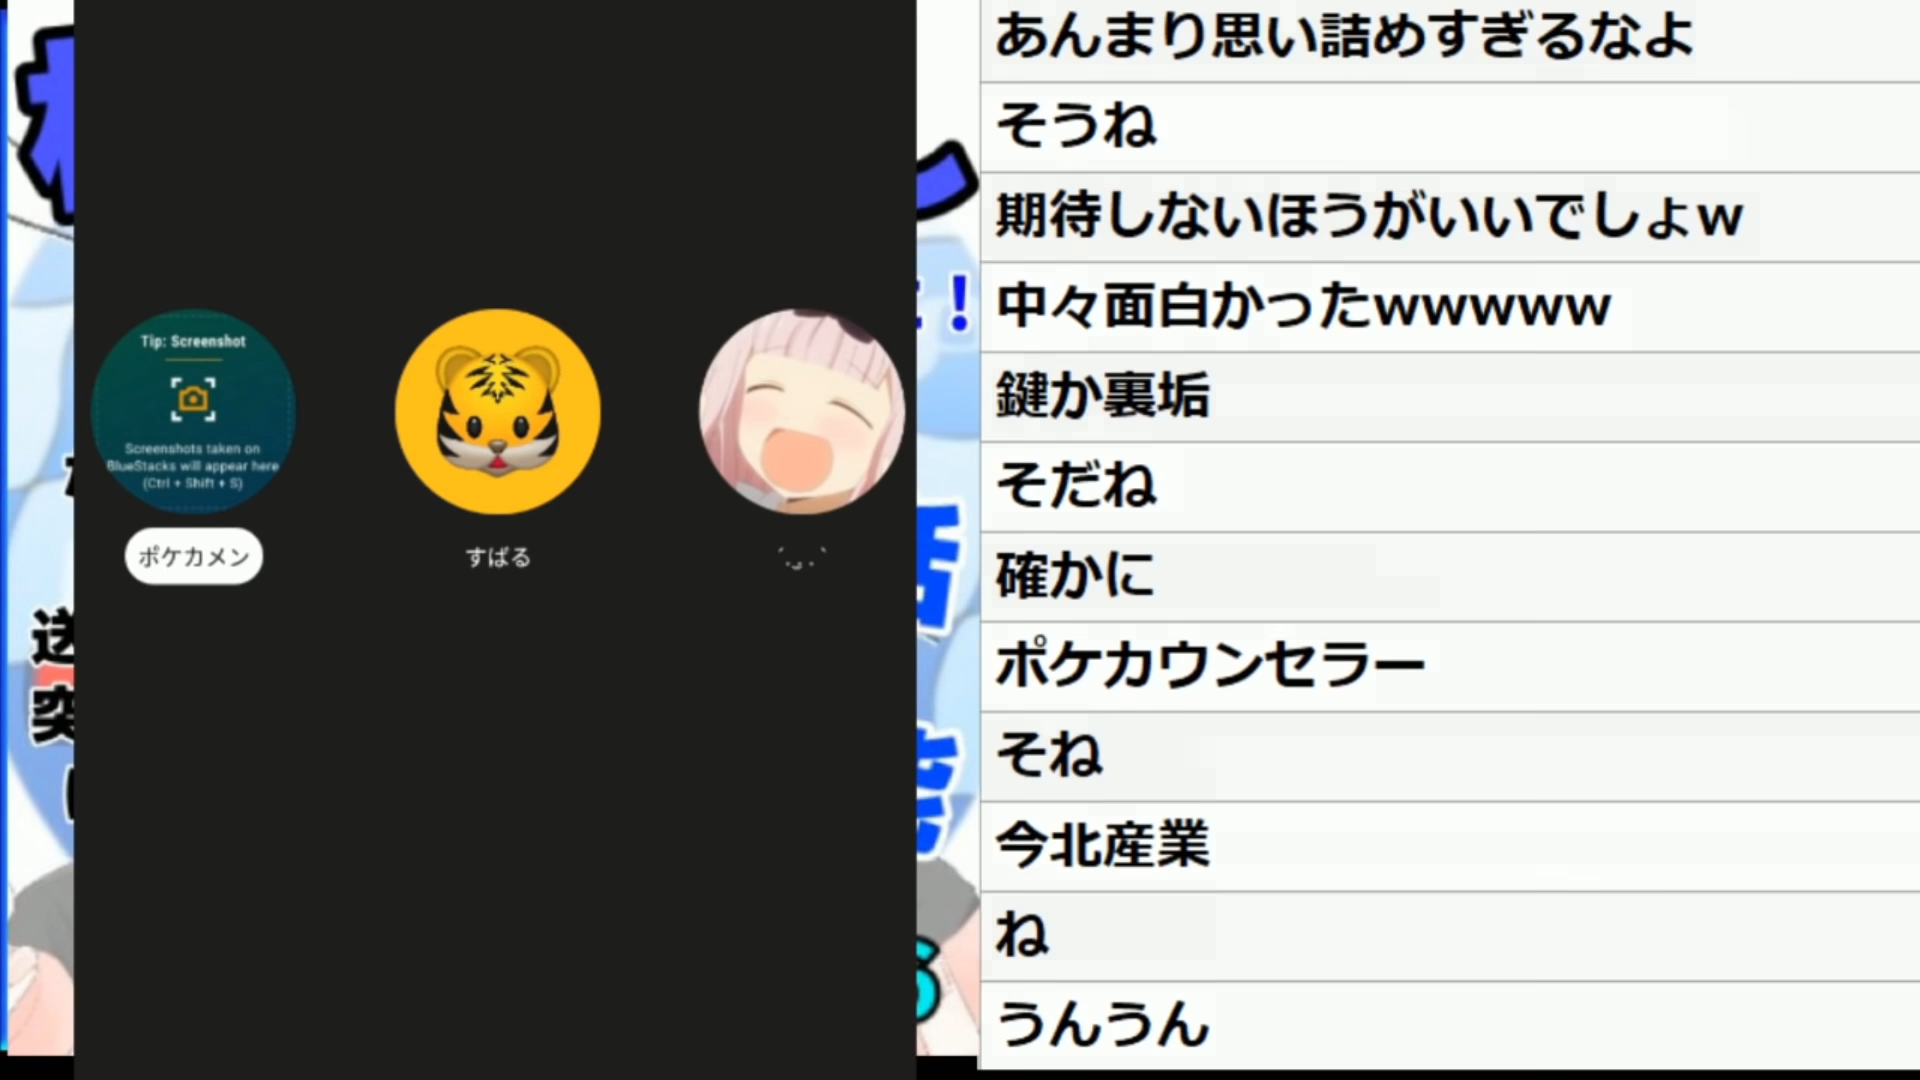 Tip: Screenshot
Screenshots taken on
BlueStacks will appear here
(Ctrl + Shift + S)
ポケカメン
すばる
送
突
!
話
あんまり思い詰めすぎるなよ
そうね
期待しないほうがいいでしょw
中々面白かったwwwww
鍵か裏垢
そだね
確かに
ポケカウンセラー
そね
今北産業
ね
うんうん